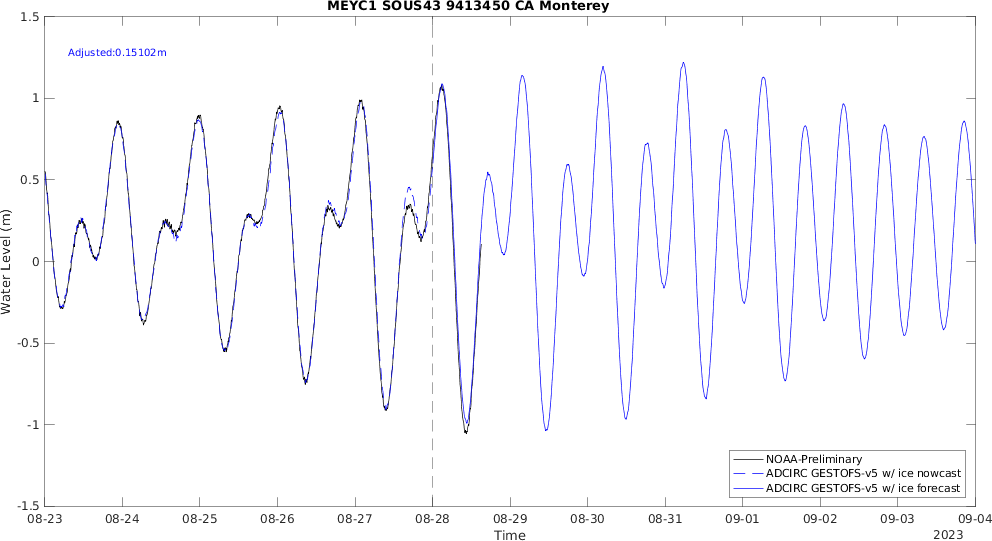 MEYC1 SOUS43 9413450 CA Monterey
Adjusted:0.15102m
1.5
1
0.5
0
-0.5
-1
-1.5
Water Level (m)
NOAA-Preliminary
ADCIRC GESTOFS-v5 w/ ice nowcast
ADCIRC GESTOFS-v5 w/ ice forecast
08-23 08-24 08-25 08-26 08-27 08-28 08-29 08-30 08-31 09-01 09-02 09-03 09-04
Time
2023